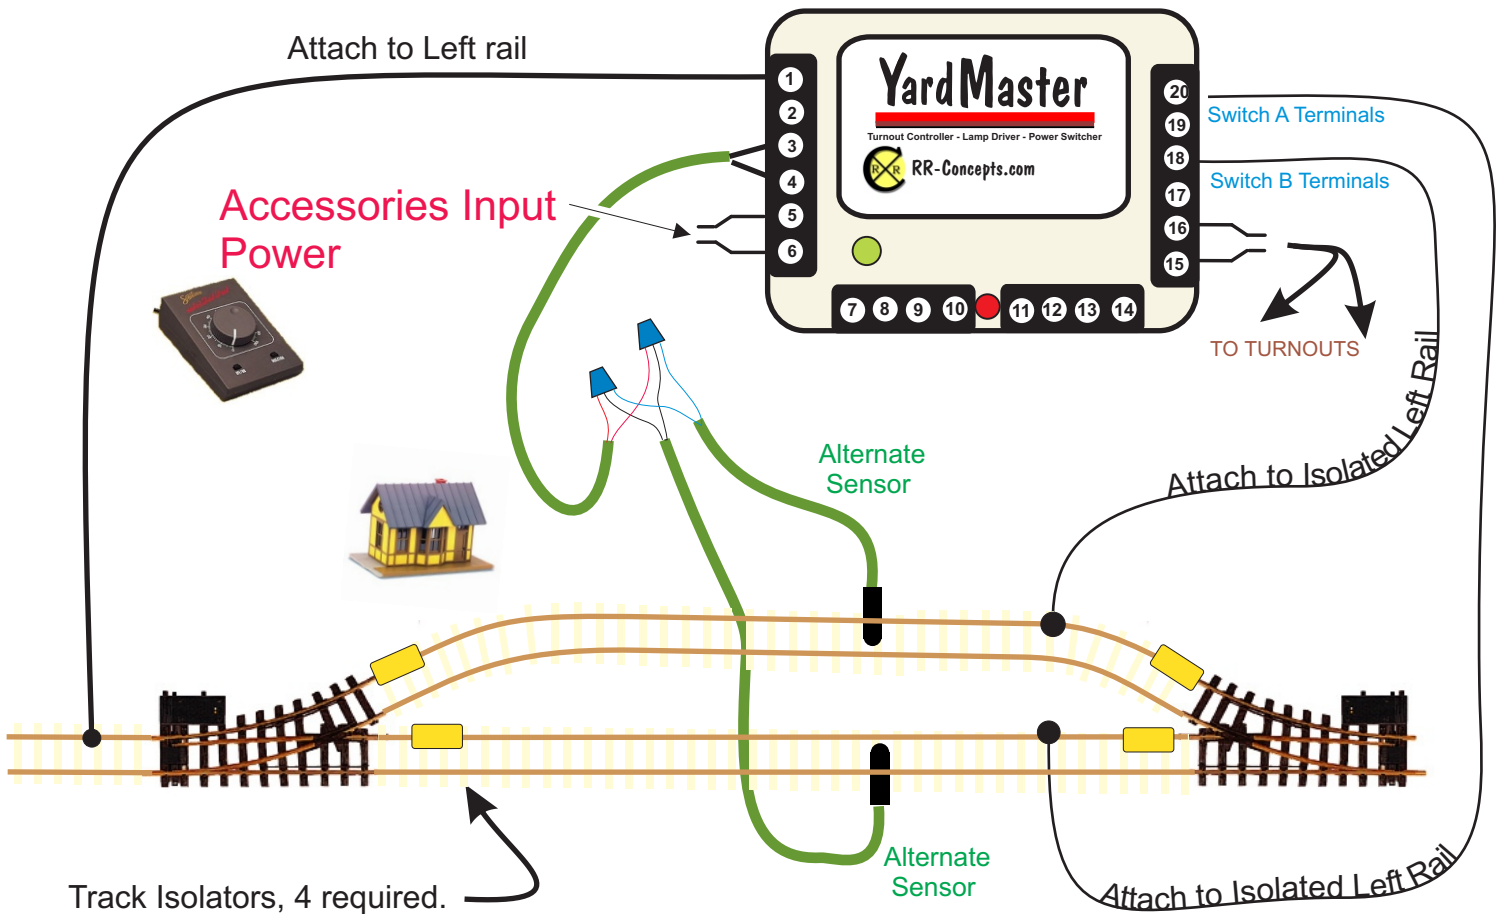 Attach to Left rail
YardMaster
Turnout Controller - Lamp Driver - Power Switcher
R R
RR-Concepts.com
1
2
3
4
5
6
7
8
9
10
11
12
13
14
20
19
18
17
16
15
Switch A Terminals
Switch B Terminals
Accessories Input
Power
TO TURNOUTS
Attach to Isolated Left Rail
Alternate
Sensor
Alternate
Sensor
Attach to Isolated Left Rail
Track Isolators, 4 required.